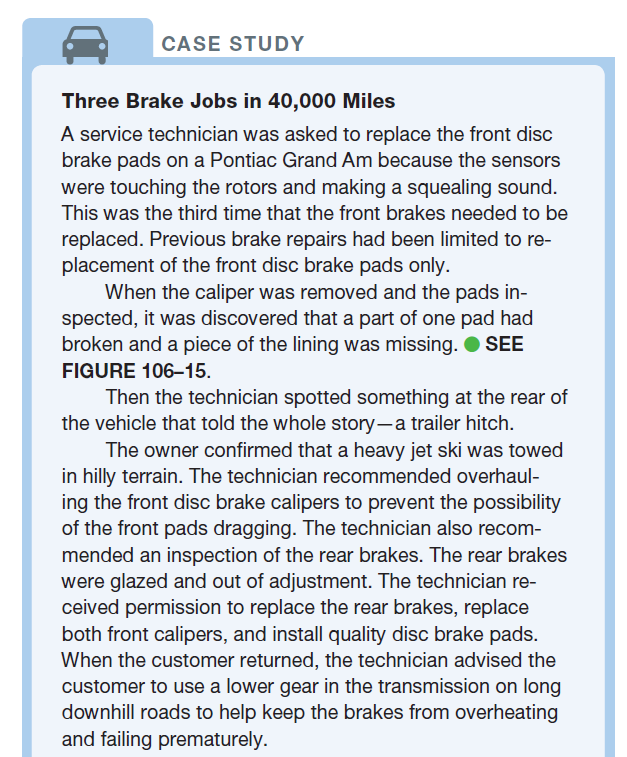 CASE STUDY
Three Brake Jobs in 40,000 Miles
A service technician was asked to replace the front disc
brake pads on a Pontiac Grand Am because the sensors
were touching the rotors and making a squealing sound.
This was the third time that the front brakes needed to be
replaced. Previous brake repairs had been limited to re-
placement of the front disc brake pads only.
When the caliper was removed and the pads in-
spected, it was discovered that a part of one pad had
broken and a piece of the lining was missing. SEE
FIGURE 106–15.
Then the technician spotted something at the rear of
the vehicle that told the whole story—a trailer hitch.
The owner confirmed that a heavy jet ski was towed
in hilly terrain. The technician recommended overhaul-
ing the front disc brake calipers to prevent the possibility
of the front pads dragging. The technician also recom-
mended an inspection of the rear brakes. The rear brakes
were glazed and out of adjustment. The technician re-
ceived permission to replace the rear brakes, replace
both front calipers, and install quality disc brake pads.
When the customer returned, the technician advised the
customer to use a lower gear in the transmission on long
downhill roads to help keep the brakes from overheating
and failing prematurely.